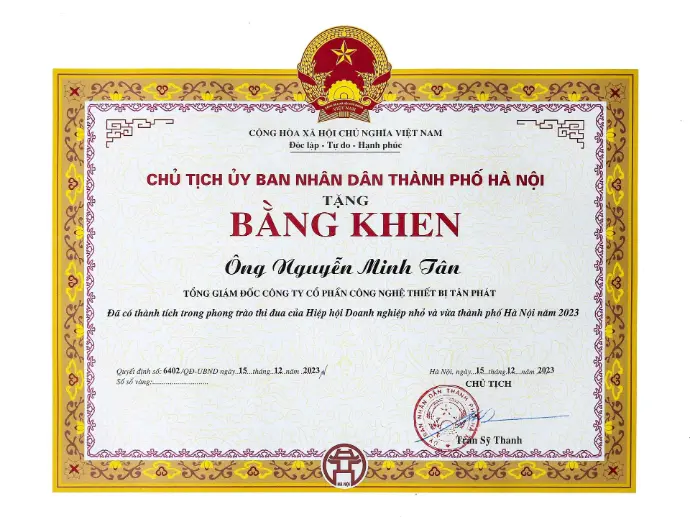 VIỆT NAM
CỘNG HÒA XÃ HỘI CHỦ NGHĨA VIỆT NAM
Độc lập - Tự do - Hạnh phúc
CHỦ TỊCH ỦY BAN NHÂN DÂN THÀNH PHỐ HÀ NỘI
TẶNG
BẰNG KHEN
Ông Nguyễn Minh Tân
TỔNG GIÁM ĐỐC CÔNG TY CỔ PHẦN CÔNG NGHỆ THIẾT BỊ TÂN PHÁT
Đã có thành tích trong phong trào thi đua của Hiệp hội Doanh nghiệp nhỏ và vừa thành phố Hà Nội năm 2023
Quyết định số: 6402/QĐ-UBND ngày...15...tháng...12...năm...2023
Số sổ vàng:............................
Hà Nội, ngày...15...tháng...12...năm...2023
CHỦ TỊCH
Trần Sỹ Thanh
HÀ NỘI